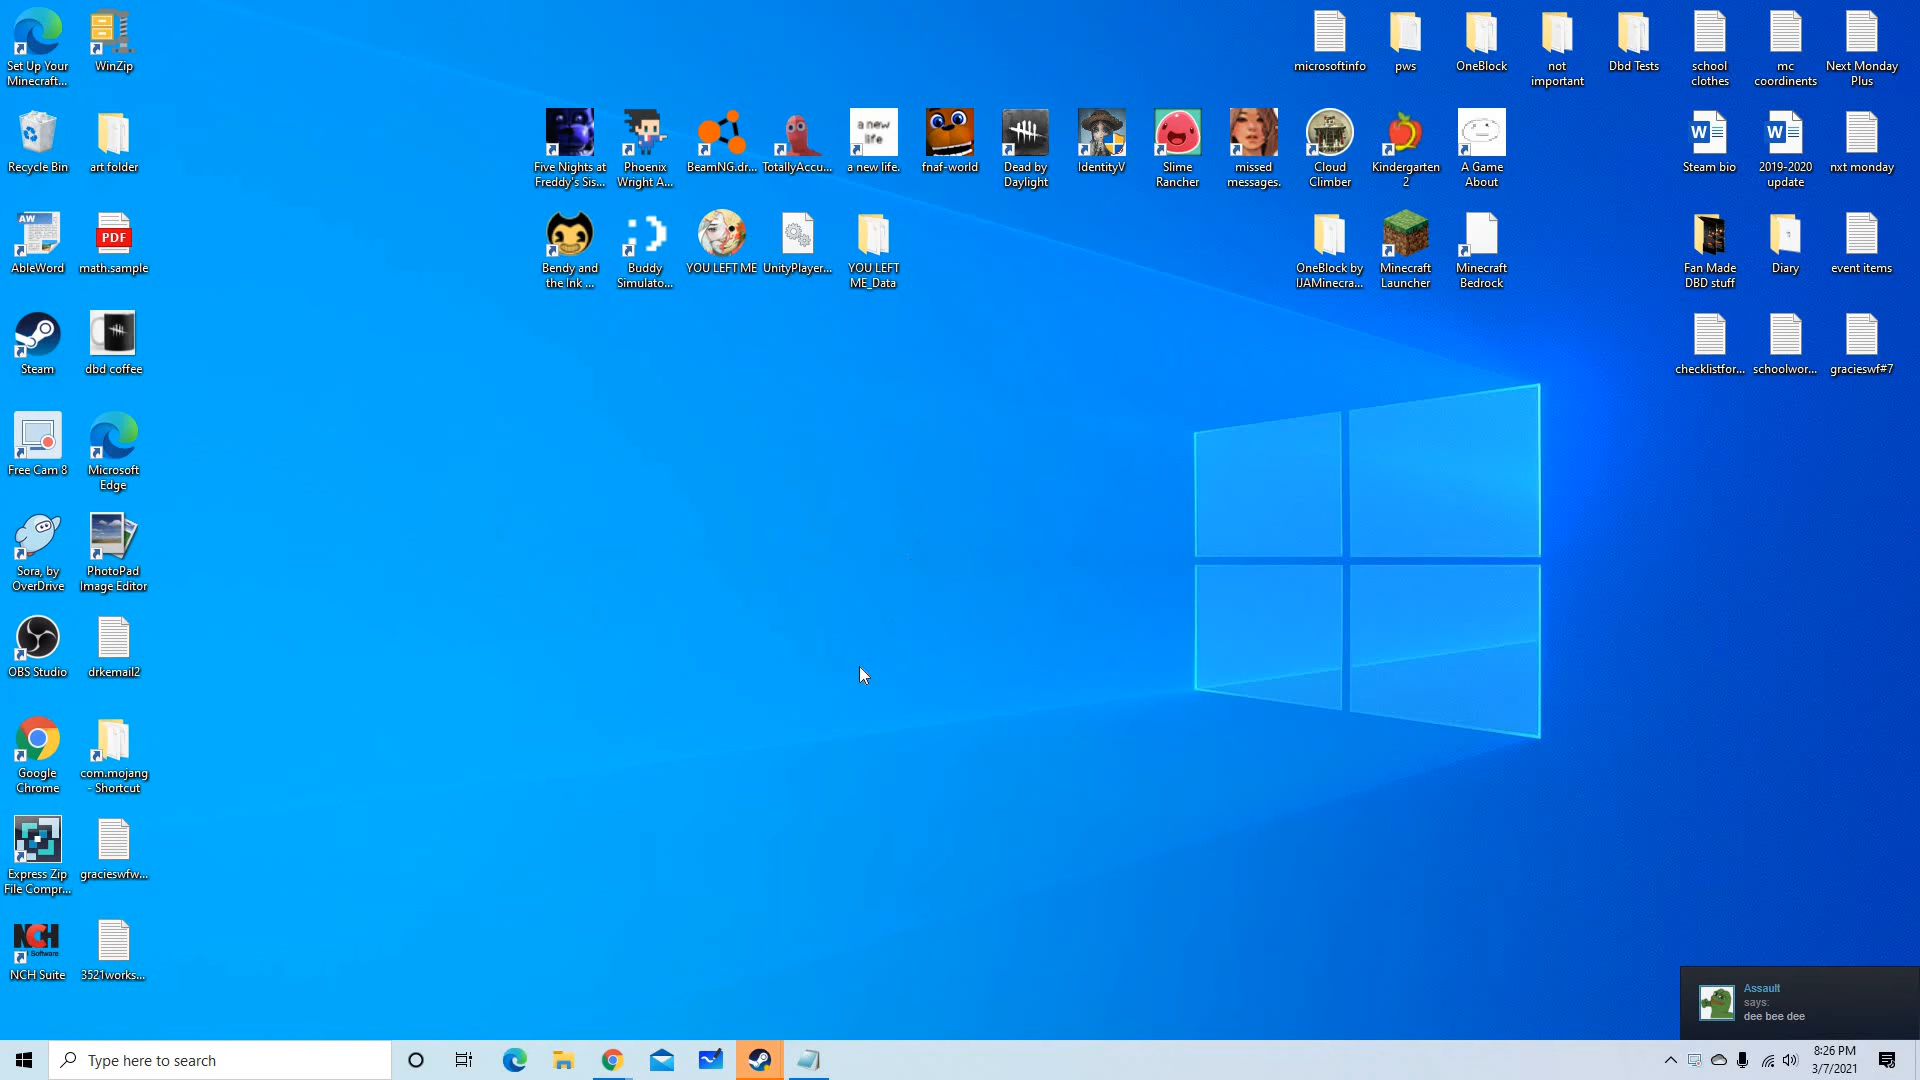 Set Up Your
Minecraft...
WinZip
microsoftinfo
pws
OneBlock
not
important
Dbd Tests
school
clothes
mc
coordinents
Next Monday
Plus
Recycle Bin
art folder
Five Nights at
Freddy's Sis...
Phoenix
Wright A...
BeamNG.dr...
TotallyAccu...
a new
life
a new life.
fnaf-world
Dead by
Daylight
IdentityV
Slime
Rancher
missed
messages.
Cloud
Climber
Kindergarten
2
A Game
About
Steam bio
2019-2020
update
nxt monday
AW
AbleWord
PDF
math.sample
Bendy and
the Ink ...
Buddy
Simulato...
YOU LEFT ME
UnityPlayer...
YOU LEFT
ME_Data
OneBlock by
IJAMinecra...
Minecraft
Launcher
Minecraft
Bedrock
Fan Made
DBD stuff
Diary
event items
Steam
dbd coffee
checklistfor...
schoolwor...
gracieswf#7
Free Cam 8
Microsoft
Edge
Sora, by
OverDrive
PhotoPad
Image Editor
OBS Studio
drkemail2
Google
Chrome
com.mojang
- Shortcut
Express Zip
File Compr...
gracieswfw...
NCH
Software
NCH Suite
3521works...
Assault
says:
dee bee dee
Type here to search
8:26 PM
3/7/2021